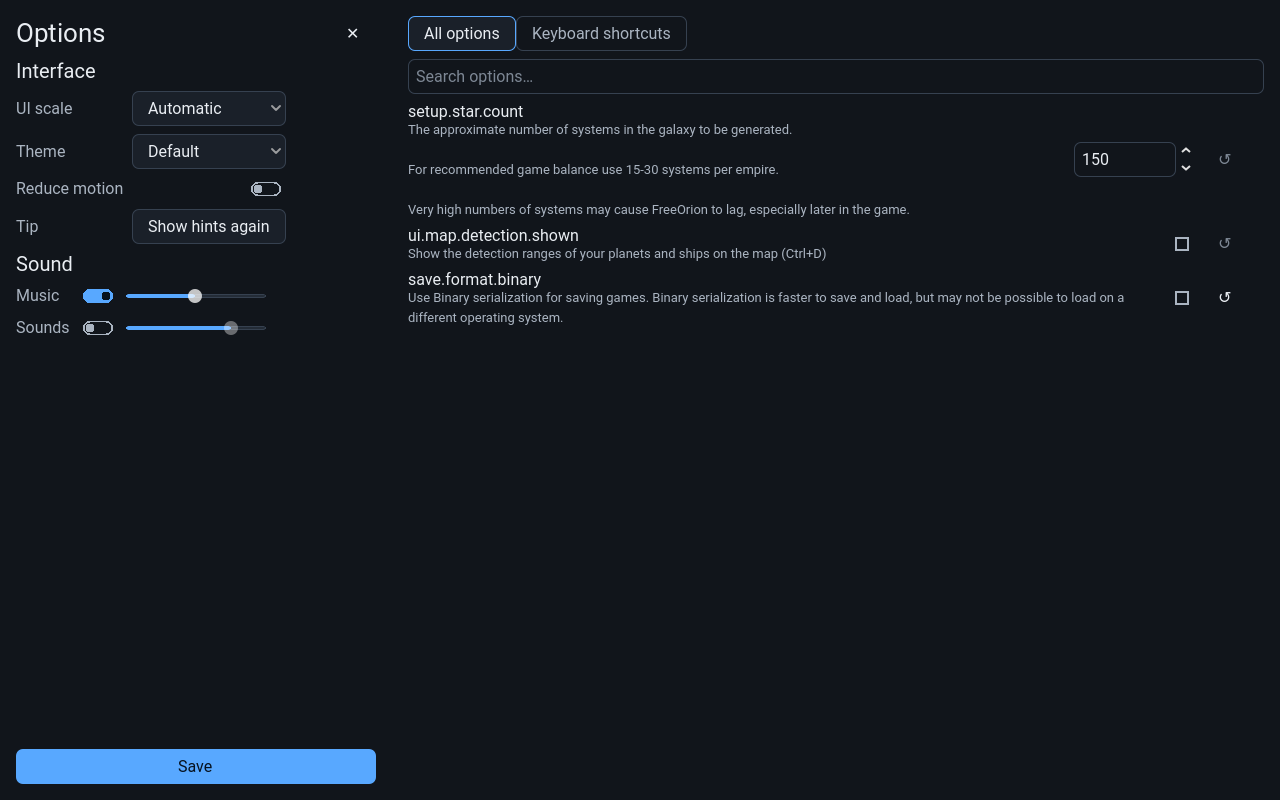 Options
Interface
UI scale
Automatic
Theme
Default
Reduce motion
Tip
Show hints again
Sound
Music
Sounds
Save
All options
Keyboard shortcuts
Search options…
setup.star.count
The approximate number of systems in the galaxy to be generated.
For recommended game balance use 15-30 systems per empire.
Very high numbers of systems may cause FreeOrion to lag, especially later in the game.
150
ui.map.detection.shown
Show the detection ranges of your planets and ships on the map (Ctrl+D)
save.format.binary
Use Binary serialization for saving games. Binary serialization is faster to save and load, but may not be possible to load on a
different operating system.